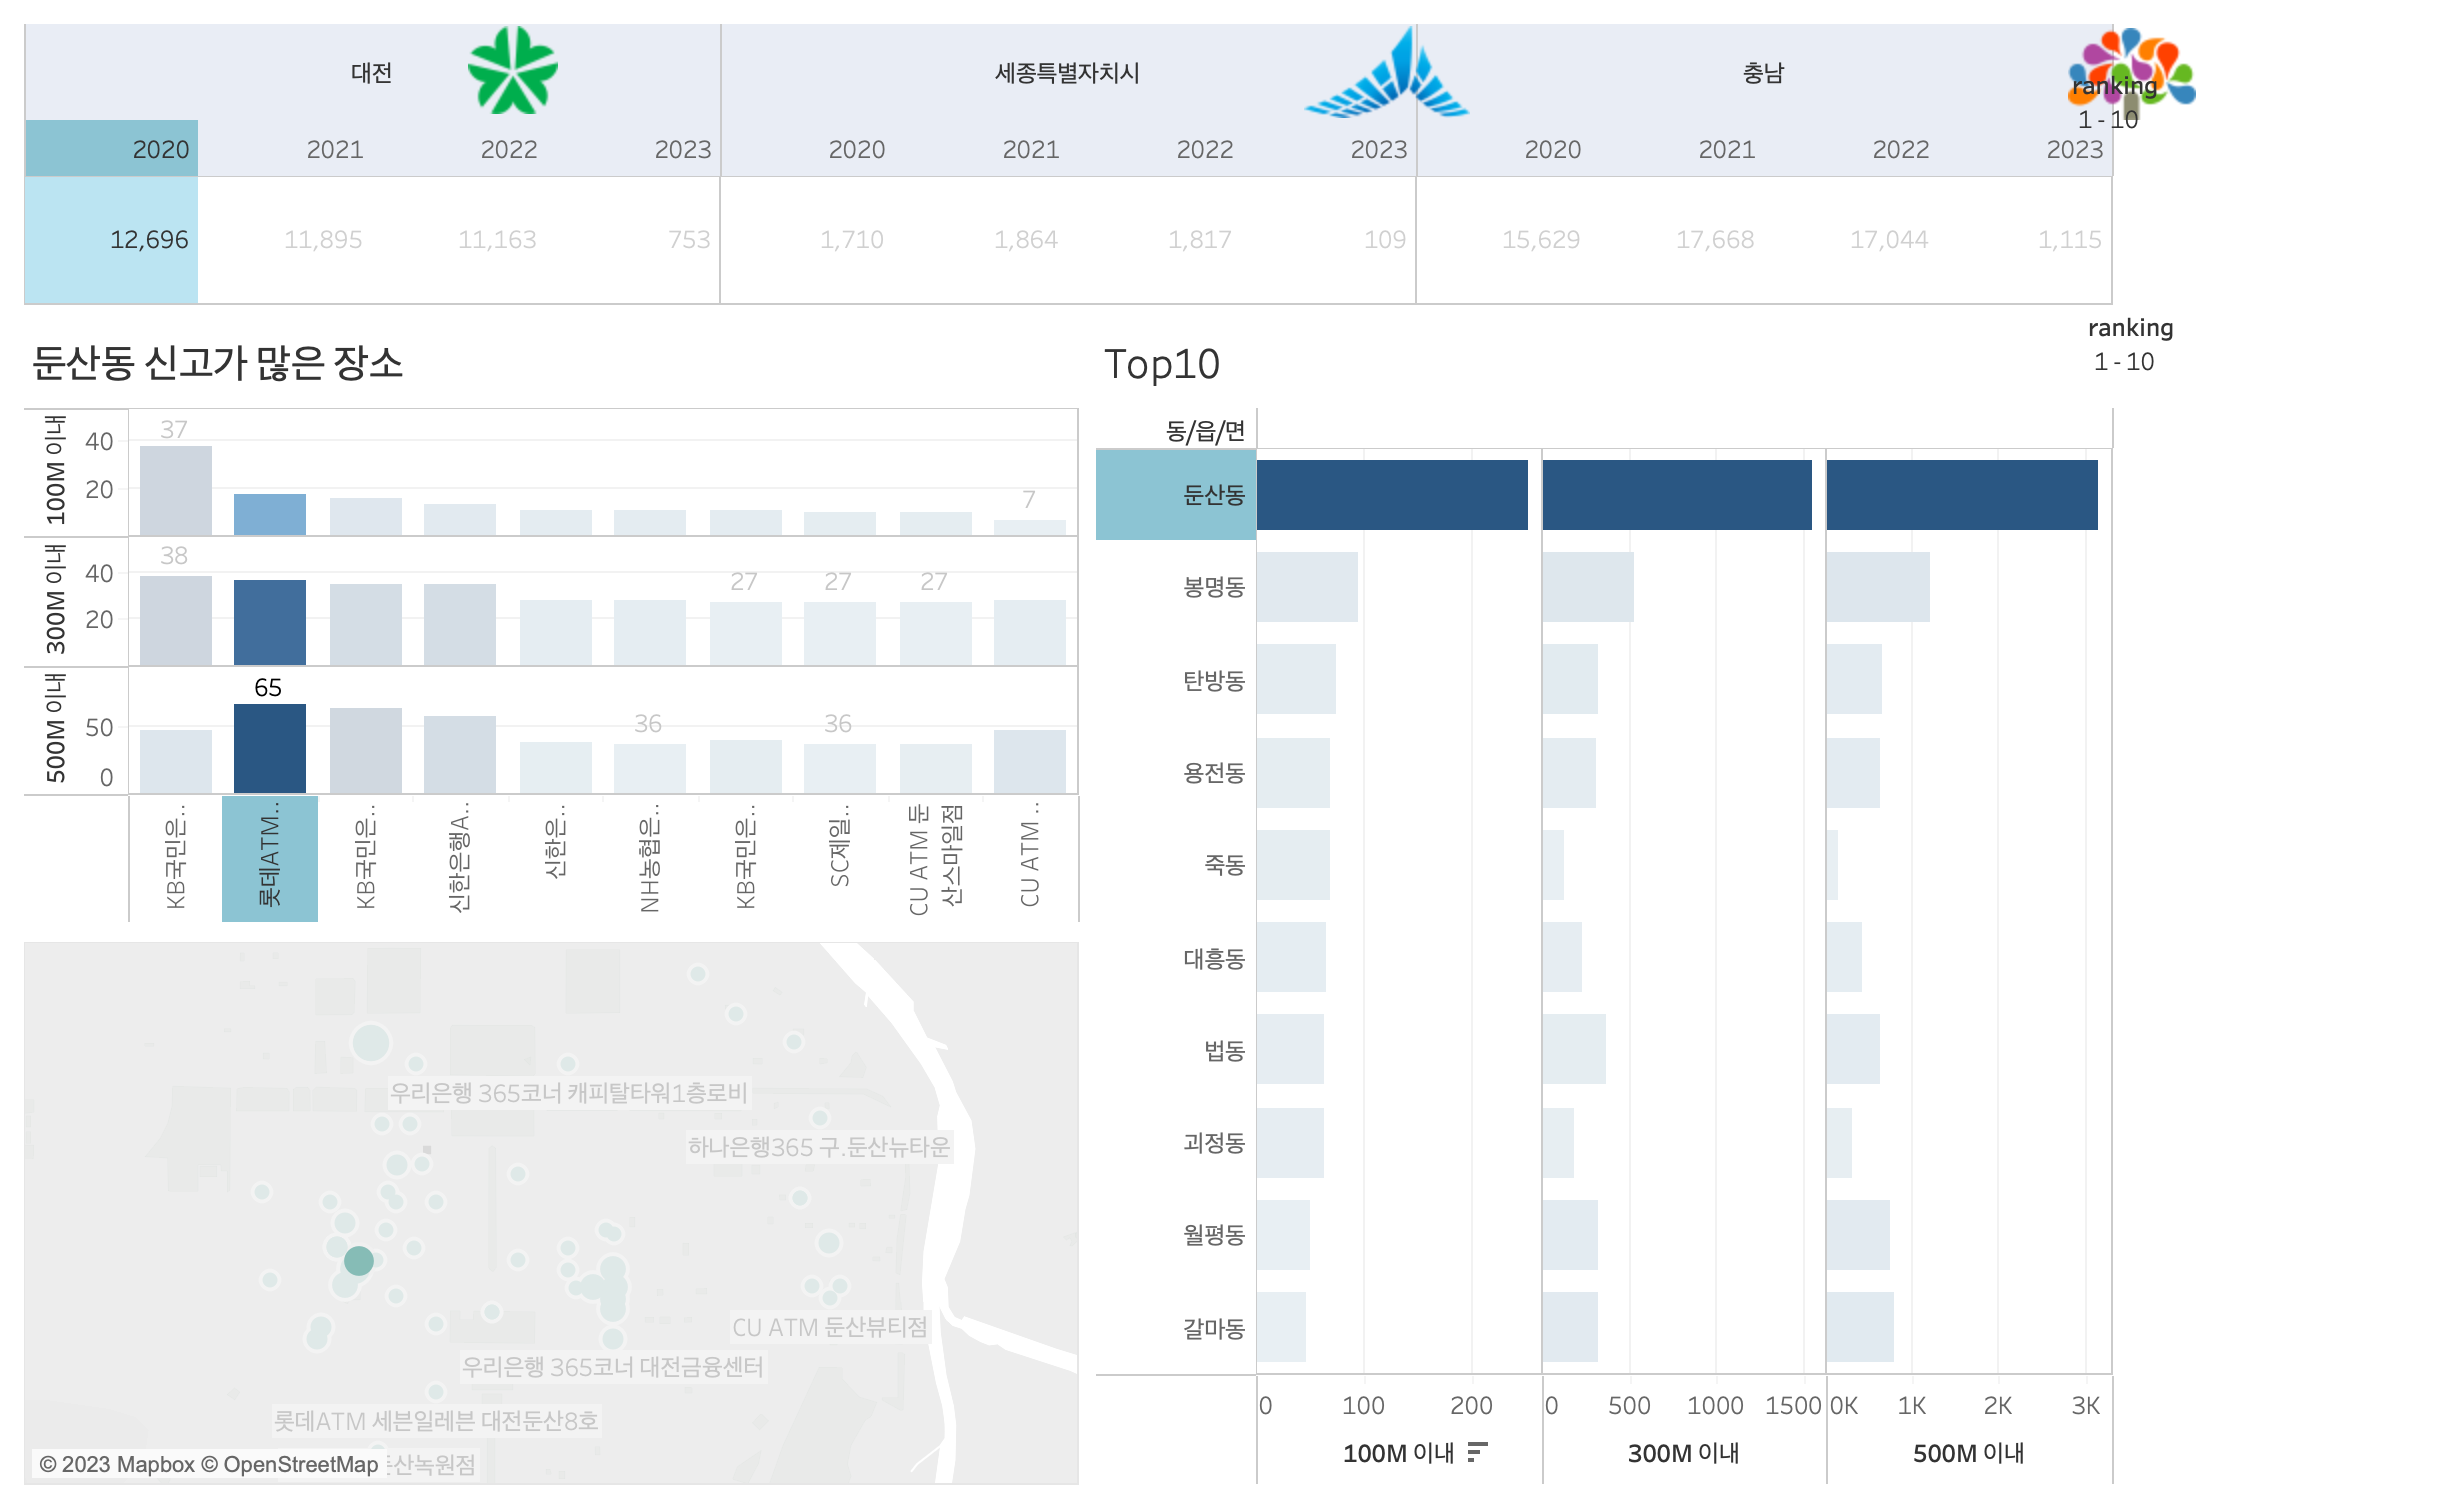 대전 세종특별자치시 충남
ranking
1 - 10
2020 2021 2022 2023 2020 2021 2022 2023 2020 2021 2022 2023
12,696 11,895 11,163 753 1,710 1,864 1,817 109 15,629 17,668 17,044 1,115
ranking
1 - 10
둔산동 신고가 많은 장소
100M 이내
40
20
37
7
300M 이내
40
20
38
27 27 27
500M 이내
50
0
65
36 36
KB국민은..
롯데ATM..
KB국민은..
신한은행A..
신한은..
NH농협은..
KB국민은..
SC제일..
CU ATM 둔
산스마일점
CU ATM ..
우리은행 365코너 캐피탈타워1층로비
하나은행365 구.둔산뉴타운
CU ATM 둔산뷰티점
우리은행 365코너 대전금융센터
롯데ATM 세븐일레븐 대전둔산8호
둔산녹원점
© 2023 Mapbox © OpenStreetMap
Top10
동/읍/면
둔산동
봉명동
탄방동
용전동
죽동
대흥동
법동
괴정동
월평동
갈마동
0 100 200 0 500 1000 1500 0K 1K 2K 3K
100M 이내 300M 이내 500M 이내